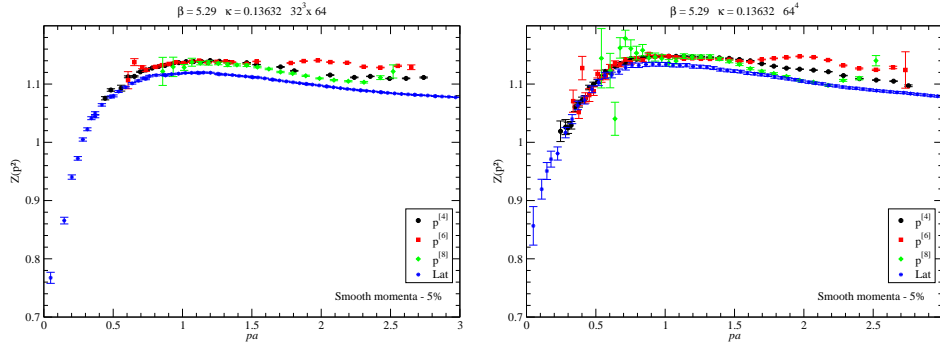 β = 5.29 κ = 0.13632 32³x 64
Z(p²)
1.1
1
0.9
0.8
0.7
0
0.5
1
1.5
2
2.5
3
pa
p[4]
p[6]
p[8]
Lat
Smooth momenta - 5%
β = 5.29 κ = 0.13632 64⁴
Z(p²)
1.1
1
0.9
0.8
0.7
0
0.5
1
1.5
2
2.5
pa
p[4]
p[6]
p[8]
Lat
Smooth momenta - 5%